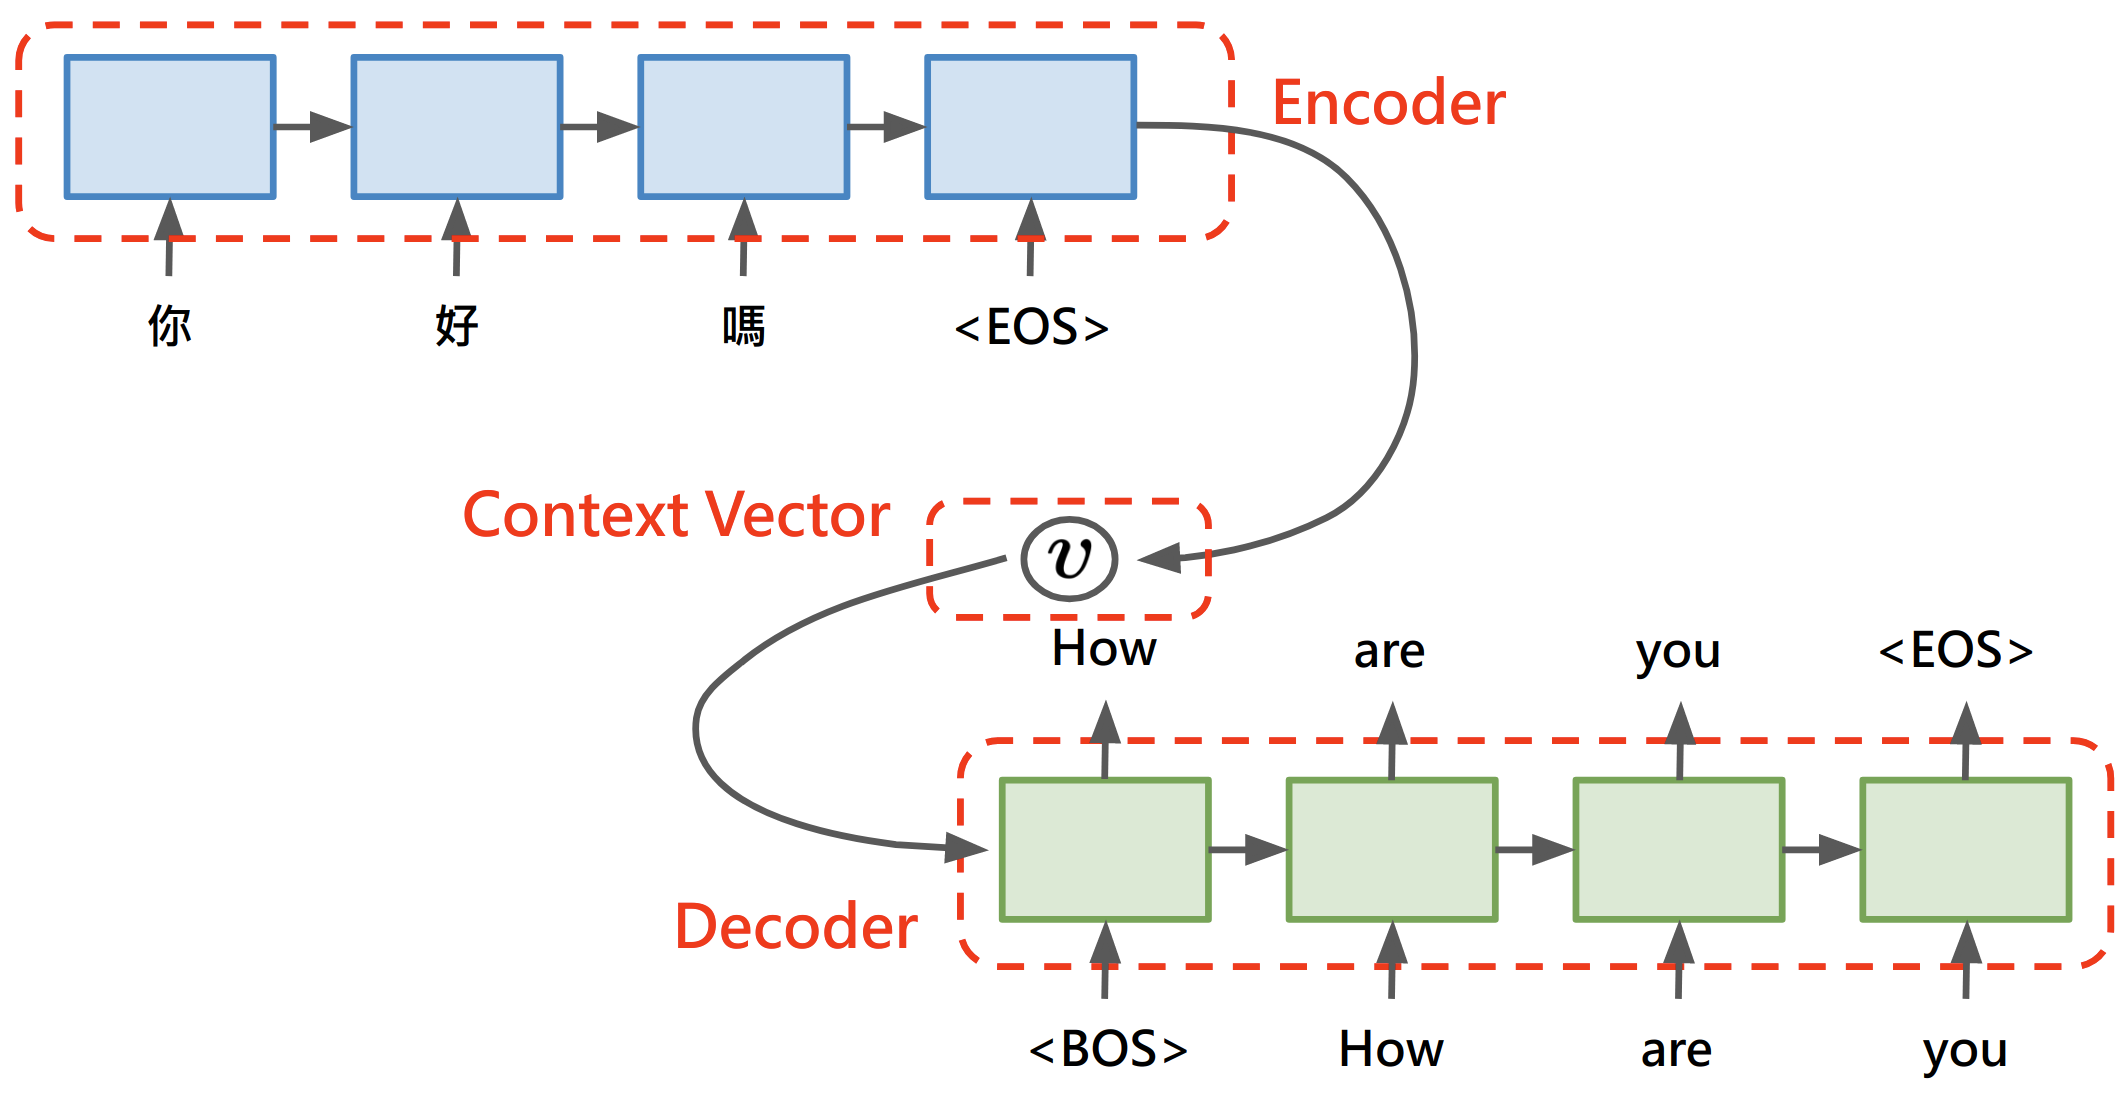 Encoder
你 好 嗎 <EOS>
Context Vector
v
How are you <EOS>
Decoder
<BOS> How are you